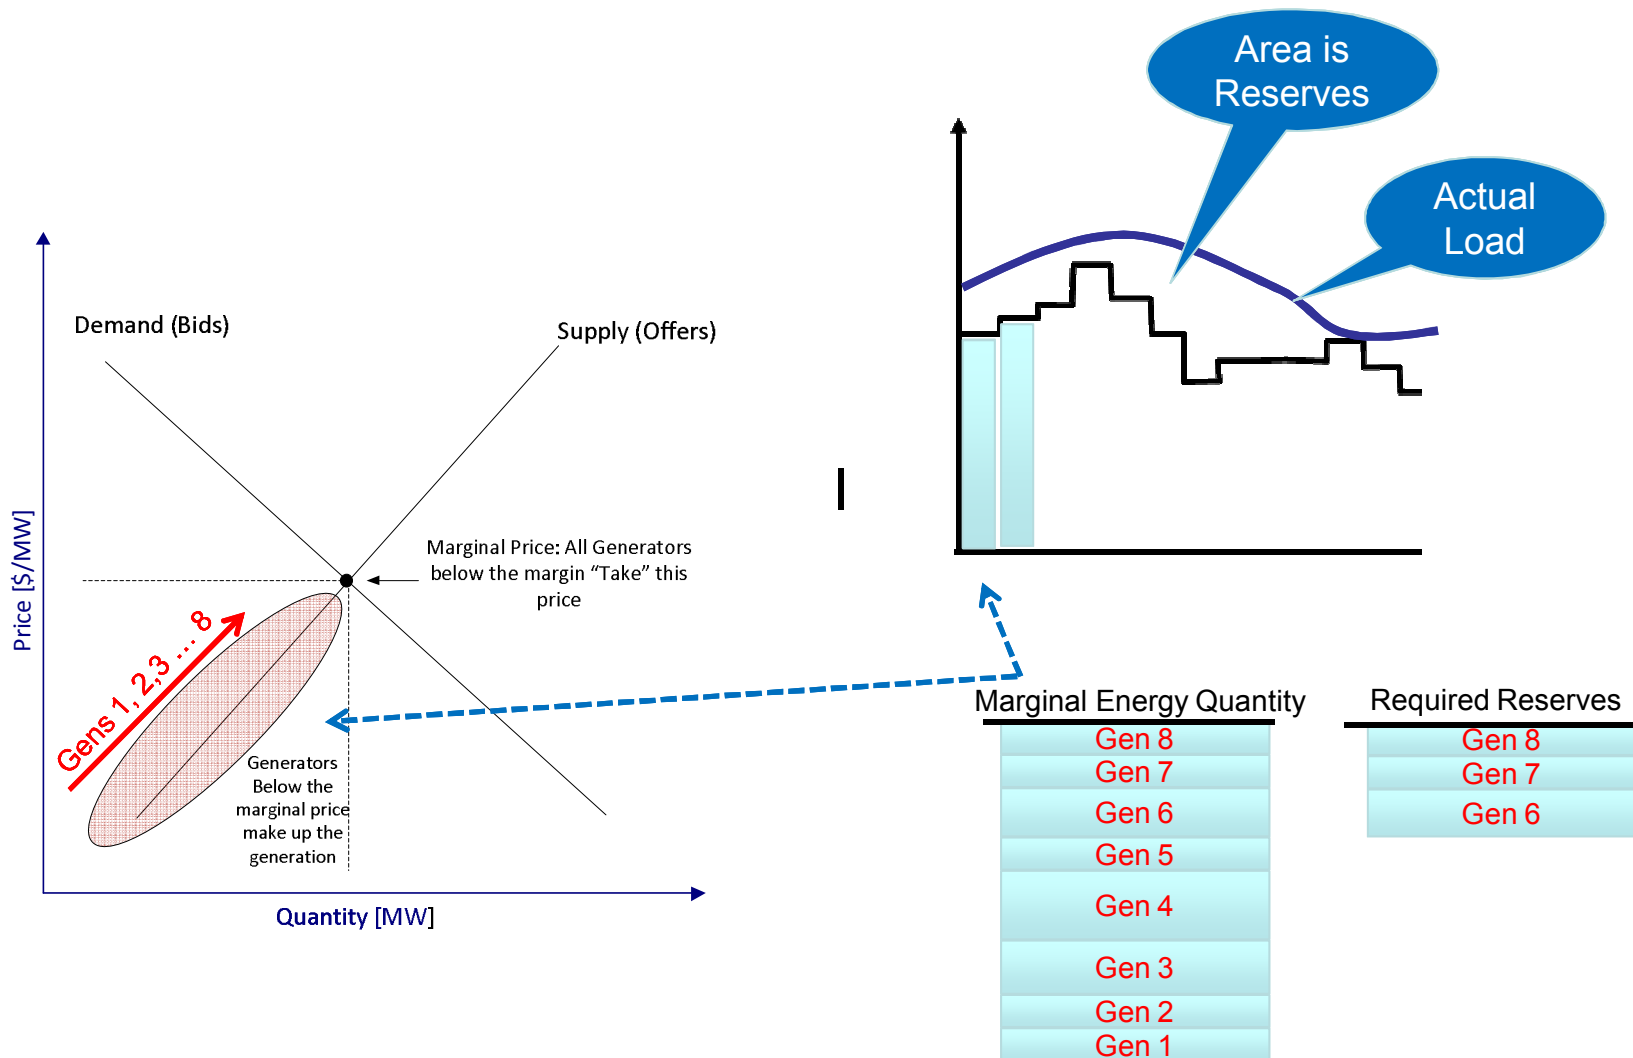 Area is
Reserves
Actual
Load
Demand (Bids)
Supply (Offers)
Price [$/MW]
Marginal Price: All Generators
below the margin “Take” this
price
Gens 1, 2,3 ... 8
Generators
Below the
marginal price
make up the
generation
Quantity [MW]
Marginal Energy Quantity
Gen 8
Gen 7
Gen 6
Gen 5
Gen 4
Gen 3
Gen 2
Gen 1
Required Reserves
Gen 8
Gen 7
Gen 6